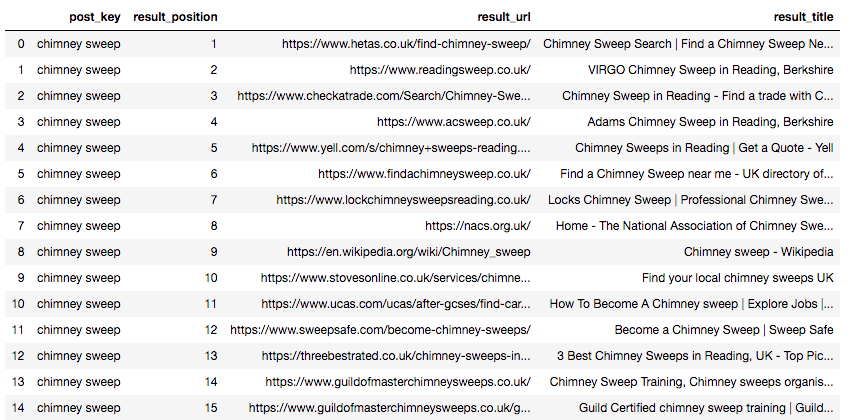 post_key result_position result_url result_title
0 chimney sweep 1 https://www.hetas.co.uk/find-chimney-sweep/ Chimney Sweep Search | Find a Chimney Sweep Ne...
1 chimney sweep 2 https://www.readingsweep.co.uk/ VIRGO Chimney Sweep in Reading, Berkshire
2 chimney sweep 3 https://www.checkatrade.com/Search/Chimney-Swe... Chimney Sweep in Reading - Find a trade with C...
3 chimney sweep 4 https://www.acsweep.co.uk/ Adams Chimney Sweep in Reading, Berkshire
4 chimney sweep 5 https://www.yell.com/s/chimney+sweeps-reading.... Chimney Sweeps in Reading | Get a Quote - Yell
5 chimney sweep 6 https://www.findachimneysweep.co.uk/ Find a Chimney Sweep near me - UK directory of...
6 chimney sweep 7 https://www.lockchimneysweepsreading.co.uk/ Locks Chimney Sweep | Professional Chimney Swe...
7 chimney sweep 8 https://nacs.org.uk/ Home - The National Association of Chimney Swe...
8 chimney sweep 9 https://en.wikipedia.org/wiki/Chimney_sweep Chimney sweep - Wikipedia
9 chimney sweep 10 https://www.stovesonline.co.uk/services/chimne... Find your local chimney sweeps UK
10 chimney sweep 11 https://www.ucas.com/ucas/after-gcses/find-car... How To Become A Chimney sweep | Explore Jobs |...
11 chimney sweep 12 https://www.sweepsafe.com/become-chimney-sweeps/ Become a Chimney Sweep | Sweep Safe
12 chimney sweep 13 https://threebestrated.co.uk/chimney-sweeps-in... 3 Best Chimney Sweeps in Reading, UK - Top Pic...
13 chimney sweep 14 https://www.guildofmasterchimneysweeps.co.uk/ Chimney Sweep Training, Chimney sweeps organis...
14 chimney sweep 15 https://www.guildofmasterchimneysweeps.co.uk/g... Guild Certified chimney sweep training | Guild...